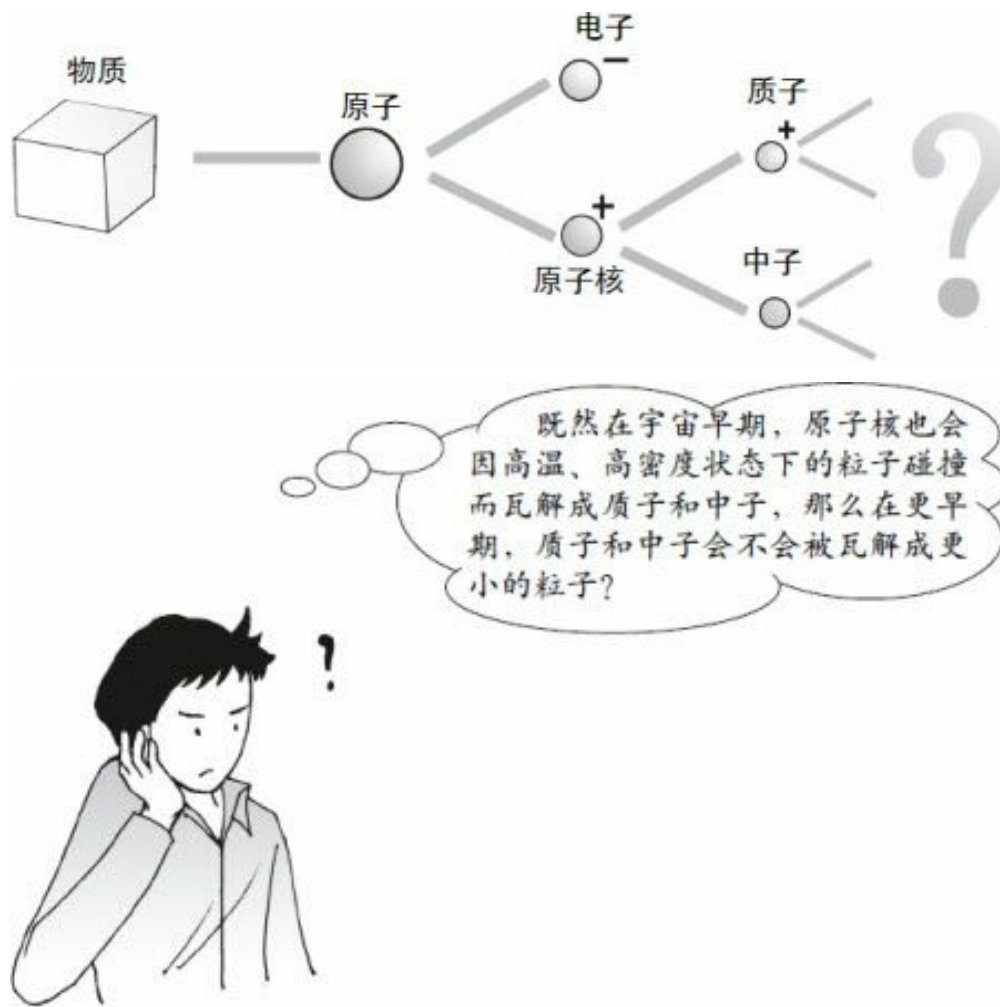 电子
−
物质
原子
质子
+
?
+
原子核
中子
既然在宇宙早期，原子核也会
因高温、高密度状态下的粒子碰撞
而瓦解成质子和中子，那么在更早
期，质子和中子会不会被瓦解成更
小的粒子？
?